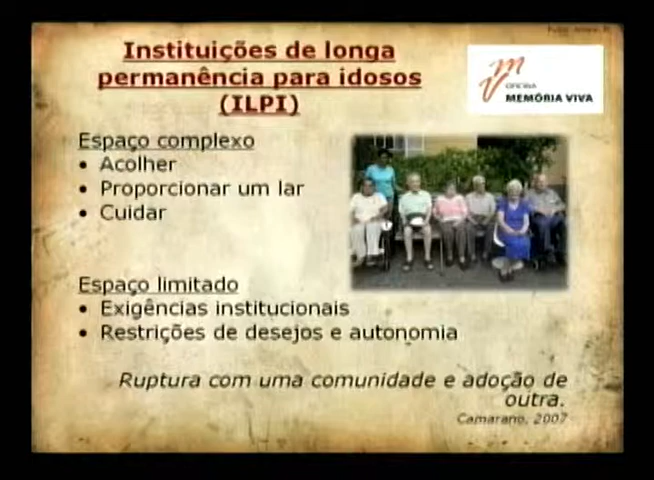 Instituições de longa
permanência para idosos
(ILPI)
OFICINA
MEMÓRIA VIVA
Espaço complexo
• Acolher
• Proporcionar um lar
• Cuidar
Espaço limitado
• Exigências institucionais
• Restrições de desejos e autonomia
Ruptura com uma comunidade e adoção de
outra.
Camarano, 2007